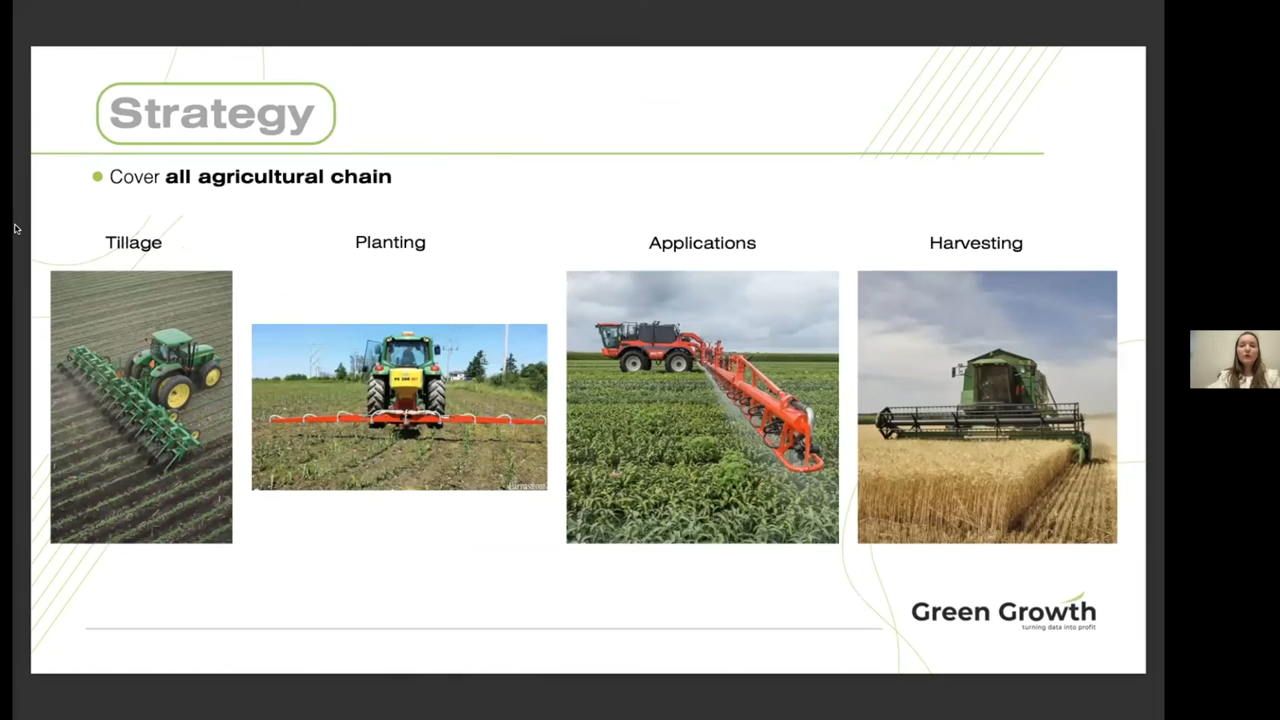 Strategy
Cover all agricultural chain
Tillage
Planting
Applications
Harvesting
Green Growth
turning data into profit